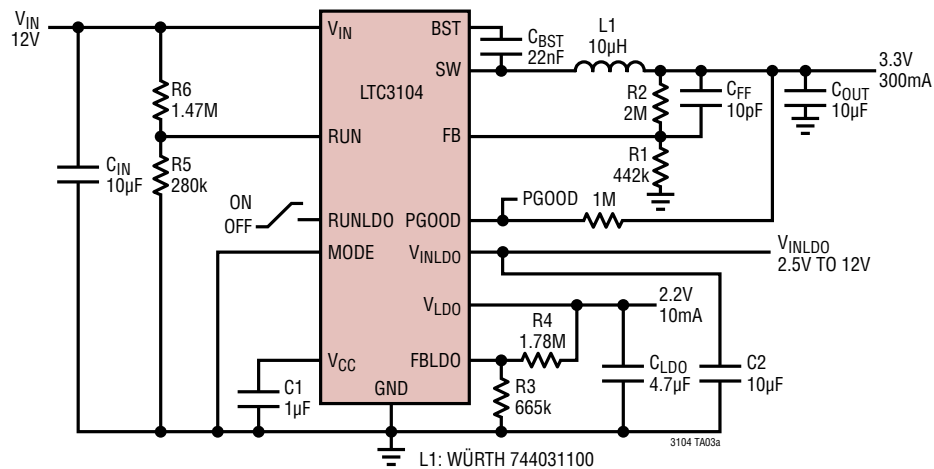 VIN
12V
VIN
BST
CBST
22nF
L1
10µH
SW
3.3V
300mA
R6
1.47M
LTC3104
R2
2M
CFF
10pF
COUT
10µF
RUN
FB
CIN
10µF
R5
280k
R1
442k
ON
OFF
RUNLDO
PGOOD
PGOOD
1M
MODE
VINLDO
VINLDO
2.5V TO 12V
VLDO
2.2V
10mA
R4
1.78M
VCC
FBLDO
C1
1µF
GND
R3
665k
CLDO
4.7µF
C2
10µF
3104 TA03a
L1: WÜRTH 744031100